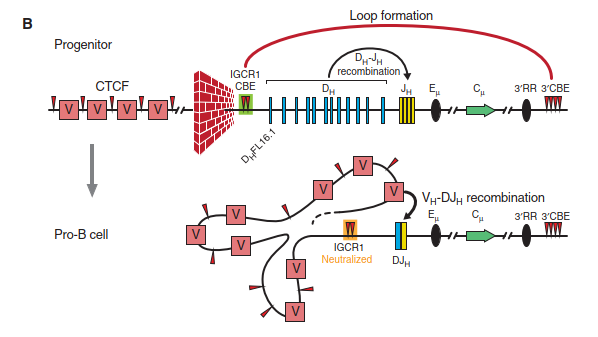 B
Loop formation
Progenitor
DH-JH
recombination
IGCR1
CBE
CTCF
DH
JH
Eμ
Cμ
3′RR 3′CBE
V V V V
DHFL16.1
V
V
V
VH-DJH recombination
V
V
V
Eμ
Cμ
3′RR 3′CBE
Pro-B cell
IGCR1
Neutralized
DJH
V
V